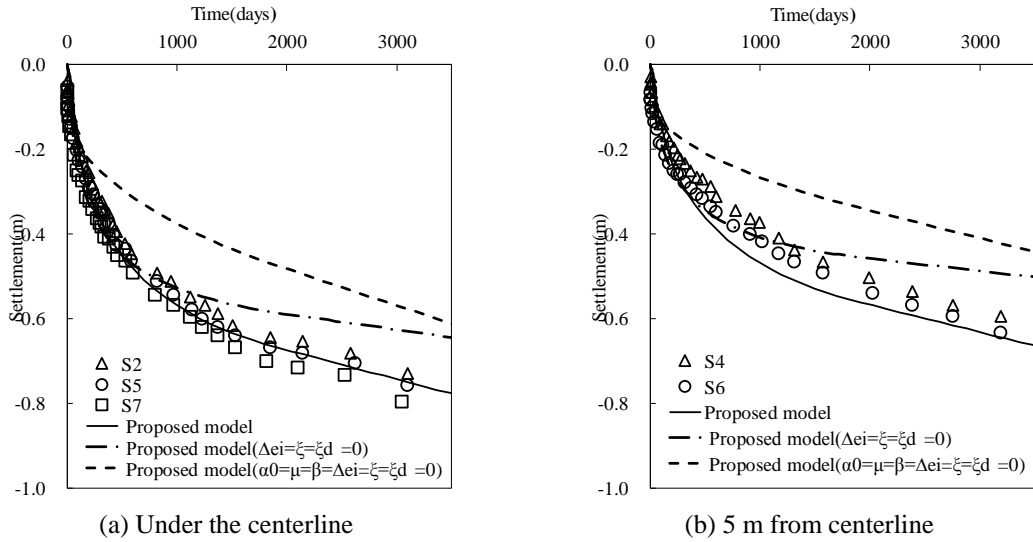 Time(days)
0 1000 2000 3000
0.0
-0.2
-0.4
-0.6
-0.8
-1.0
Settlement(m)
S2
S5
S7
Proposed model
Proposed model(Δei=ξ=ξd =0)
Proposed model(α0=μ=β=Δei=ξ=ξd =0)
(a) Under the centerline
Time(days)
0 1000 2000 3000
0.0
-0.2
-0.4
-0.6
-0.8
-1.0
Settlement(m)
S4
S6
Proposed model
Proposed model(Δei=ξ=ξd =0)
Proposed model(α0=μ=β=Δei=ξ=ξd =0)
(b) 5 m from centerline